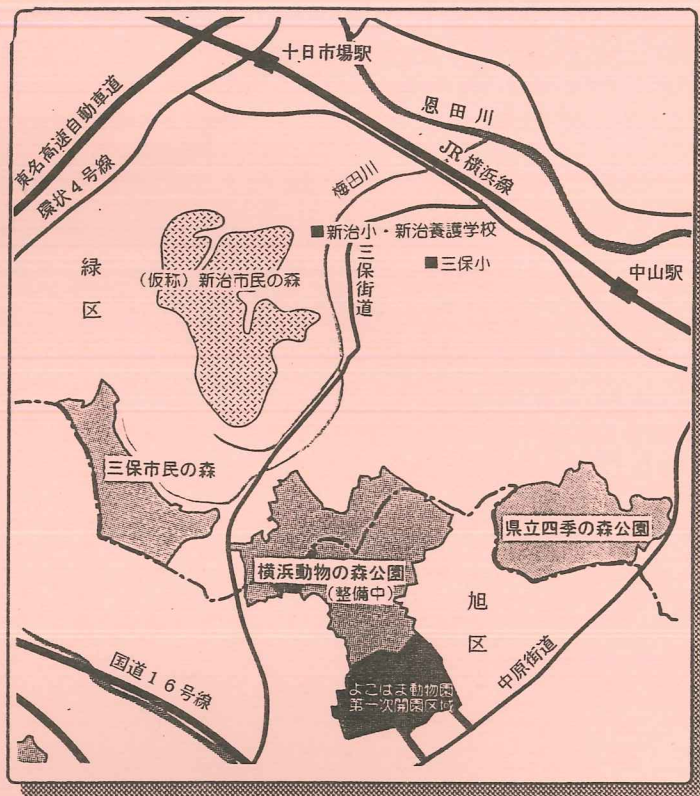 十日市場駅
恩田川
東名高速自動車道
環状4号線
JR横浜線
梅田川
■新治小・新治養護学校
三保街道
■三保小
中山駅
緑区
(仮称)新治市民の森
三保市民の森
県立四季の森公園
横浜動物の森公園
(整備中)
旭区
中原街道
国道16号線
よこはま動物園
第一次開園区域